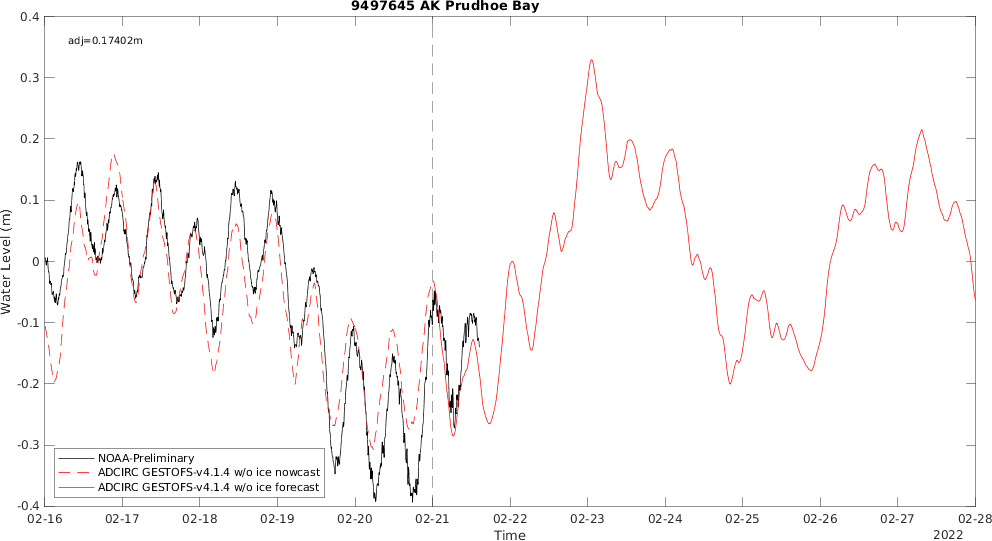 9497645 AK Prudhoe Bay
adj=0.17402m
0.4
0.3
0.2
0.1
0
-0.1
-0.2
-0.3
-0.4
Water Level (m)
NOAA-Preliminary
ADCIRC GESTOFS-v4.1.4 w/o ice nowcast
ADCIRC GESTOFS-v4.1.4 w/o ice forecast
02-16 02-17 02-18 02-19 02-20 02-21 02-22 02-23 02-24 02-25 02-26 02-27 02-28
Time
2022